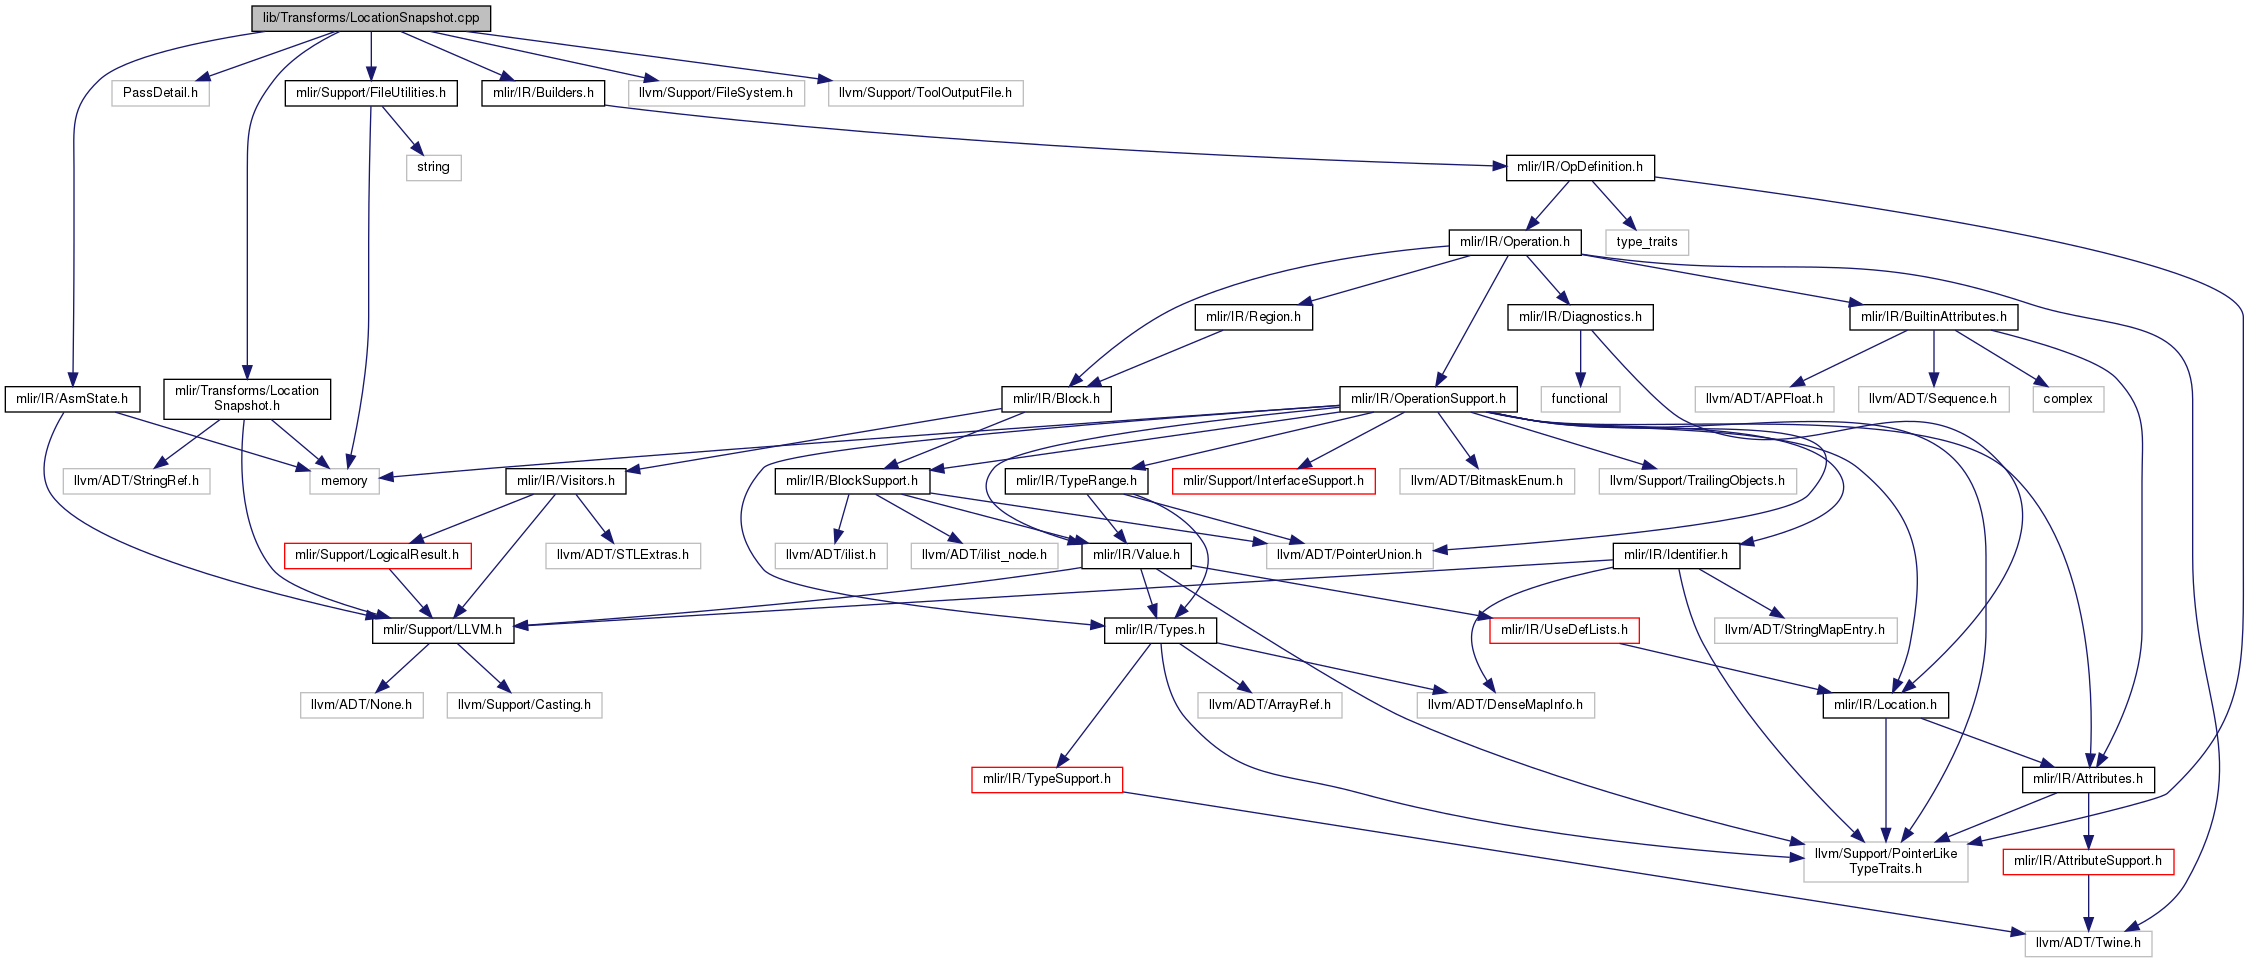 lib/Transforms/LocationSnapshot.cpp
PassDetail.h
mlir/Support/FileUtilities.h
mlir/IR/Builders.h
llvm/Support/FileSystem.h
llvm/Support/ToolOutputFile.h
string
mlir/IR/OpDefinition.h
mlir/IR/Operation.h
type_traits
mlir/IR/Region.h
mlir/IR/Diagnostics.h
mlir/IR/BuiltinAttributes.h
mlir/IR/AsmState.h
mlir/Transforms/Location
Snapshot.h
mlir/IR/Block.h
mlir/IR/OperationSupport.h
functional
llvm/ADT/APFloat.h
llvm/ADT/Sequence.h
complex
llvm/ADT/StringRef.h
memory
mlir/IR/Visitors.h
mlir/IR/BlockSupport.h
mlir/IR/TypeRange.h
mlir/Support/InterfaceSupport.h
llvm/ADT/BitmaskEnum.h
llvm/Support/TrailingObjects.h
mlir/Support/LogicalResult.h
llvm/ADT/STLExtras.h
llvm/ADT/ilist.h
llvm/ADT/ilist_node.h
mlir/IR/Value.h
llvm/ADT/PointerUnion.h
mlir/IR/Identifier.h
mlir/Support/LLVM.h
mlir/IR/Types.h
mlir/IR/UseDefLists.h
llvm/ADT/StringMapEntry.h
llvm/ADT/None.h
llvm/Support/Casting.h
llvm/ADT/ArrayRef.h
llvm/ADT/DenseMapInfo.h
mlir/IR/Location.h
mlir/IR/TypeSupport.h
mlir/IR/Attributes.h
llvm/Support/PointerLike
TypeTraits.h
mlir/IR/AttributeSupport.h
llvm/ADT/Twine.h